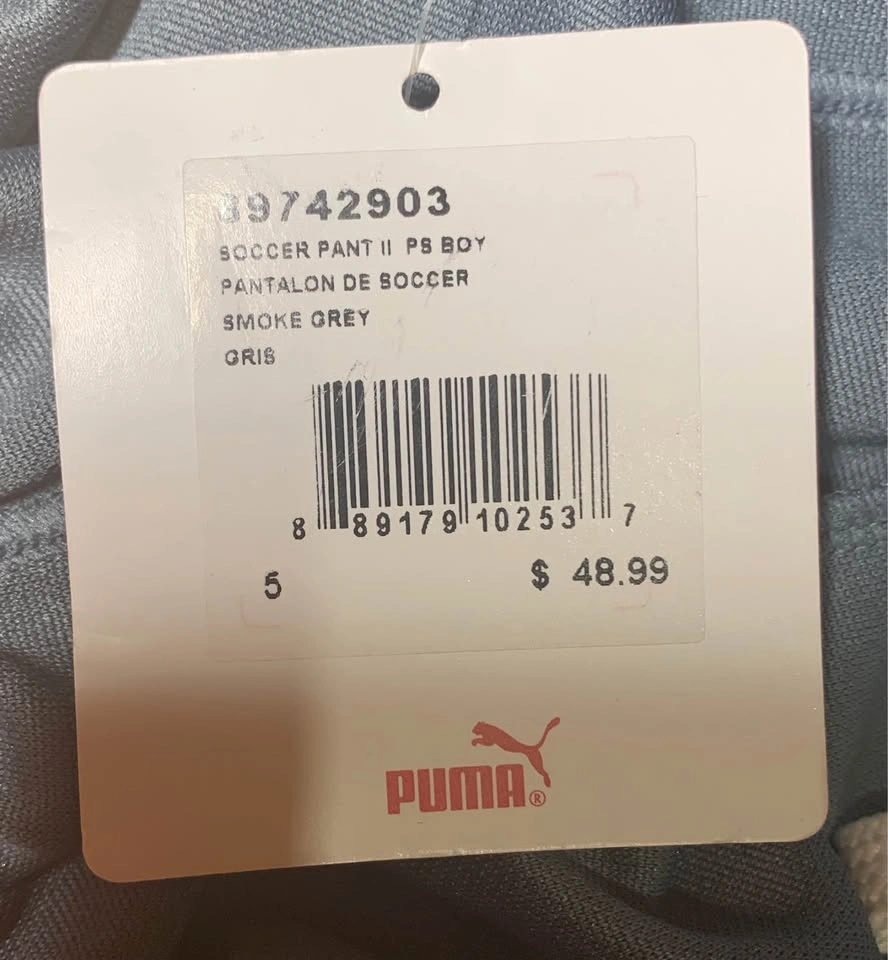 89742903
SOCCER PANT II PS BOY
PANTALON DE SOCCER
SMOKE GREY
GRIS
8 89179 10253 7
5 $ 48.99
PUMA®